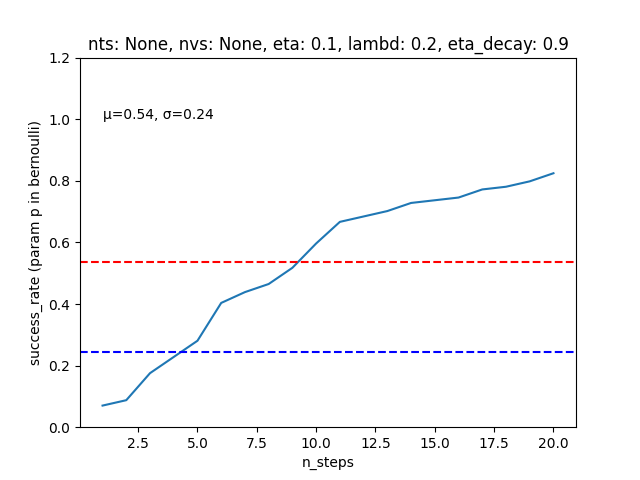 nts: None, nvs: None, eta: 0.1, lambd: 0.2, eta_decay: 0.9
1.2
μ=0.54, σ=0.24
1.0
0.8
0.6
0.4
0.2
0.0
success_rate (param p in bernoulli)
2.5 5.0 7.5 10.0 12.5 15.0 17.5 20.0
n_steps